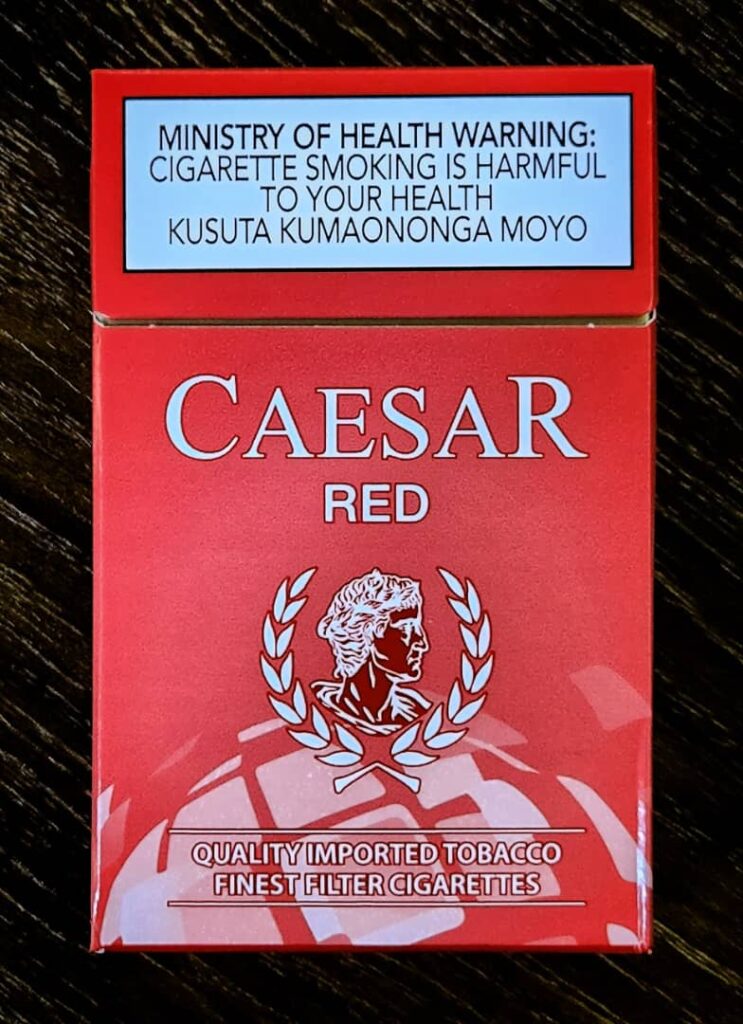 MINISTRY OF HEALTH WARNING:
CIGARETTE SMOKING IS HARMFUL
TO YOUR HEALTH
KUSUTA KUMAONONGA MOYO
CAESAR
RED
QUALITY IMPORTED TOBACCO
FINEST FILTER CIGARETTES